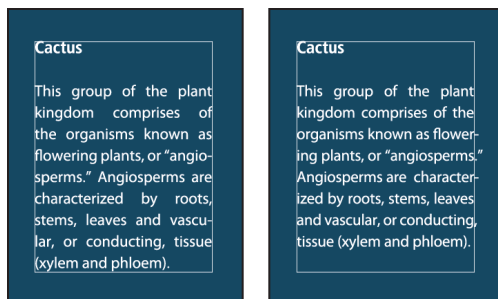 Cactus
This group of the plant
kingdom comprises of
the organisms known as
flowering plants, or “angio-
sperms.” Angiosperms are
characterized by roots,
stems, leaves and vascu-
lar, or conducting, tissue
(xylem and phloem).
Cactus
This group of the plant
kingdom comprises of the
organisms known as flower-
ing plants, or “angiosperms.”
Angiosperms are character-
ized by roots, stems, leaves
and vascular, or conducting,
tissue (xylem and phloem).